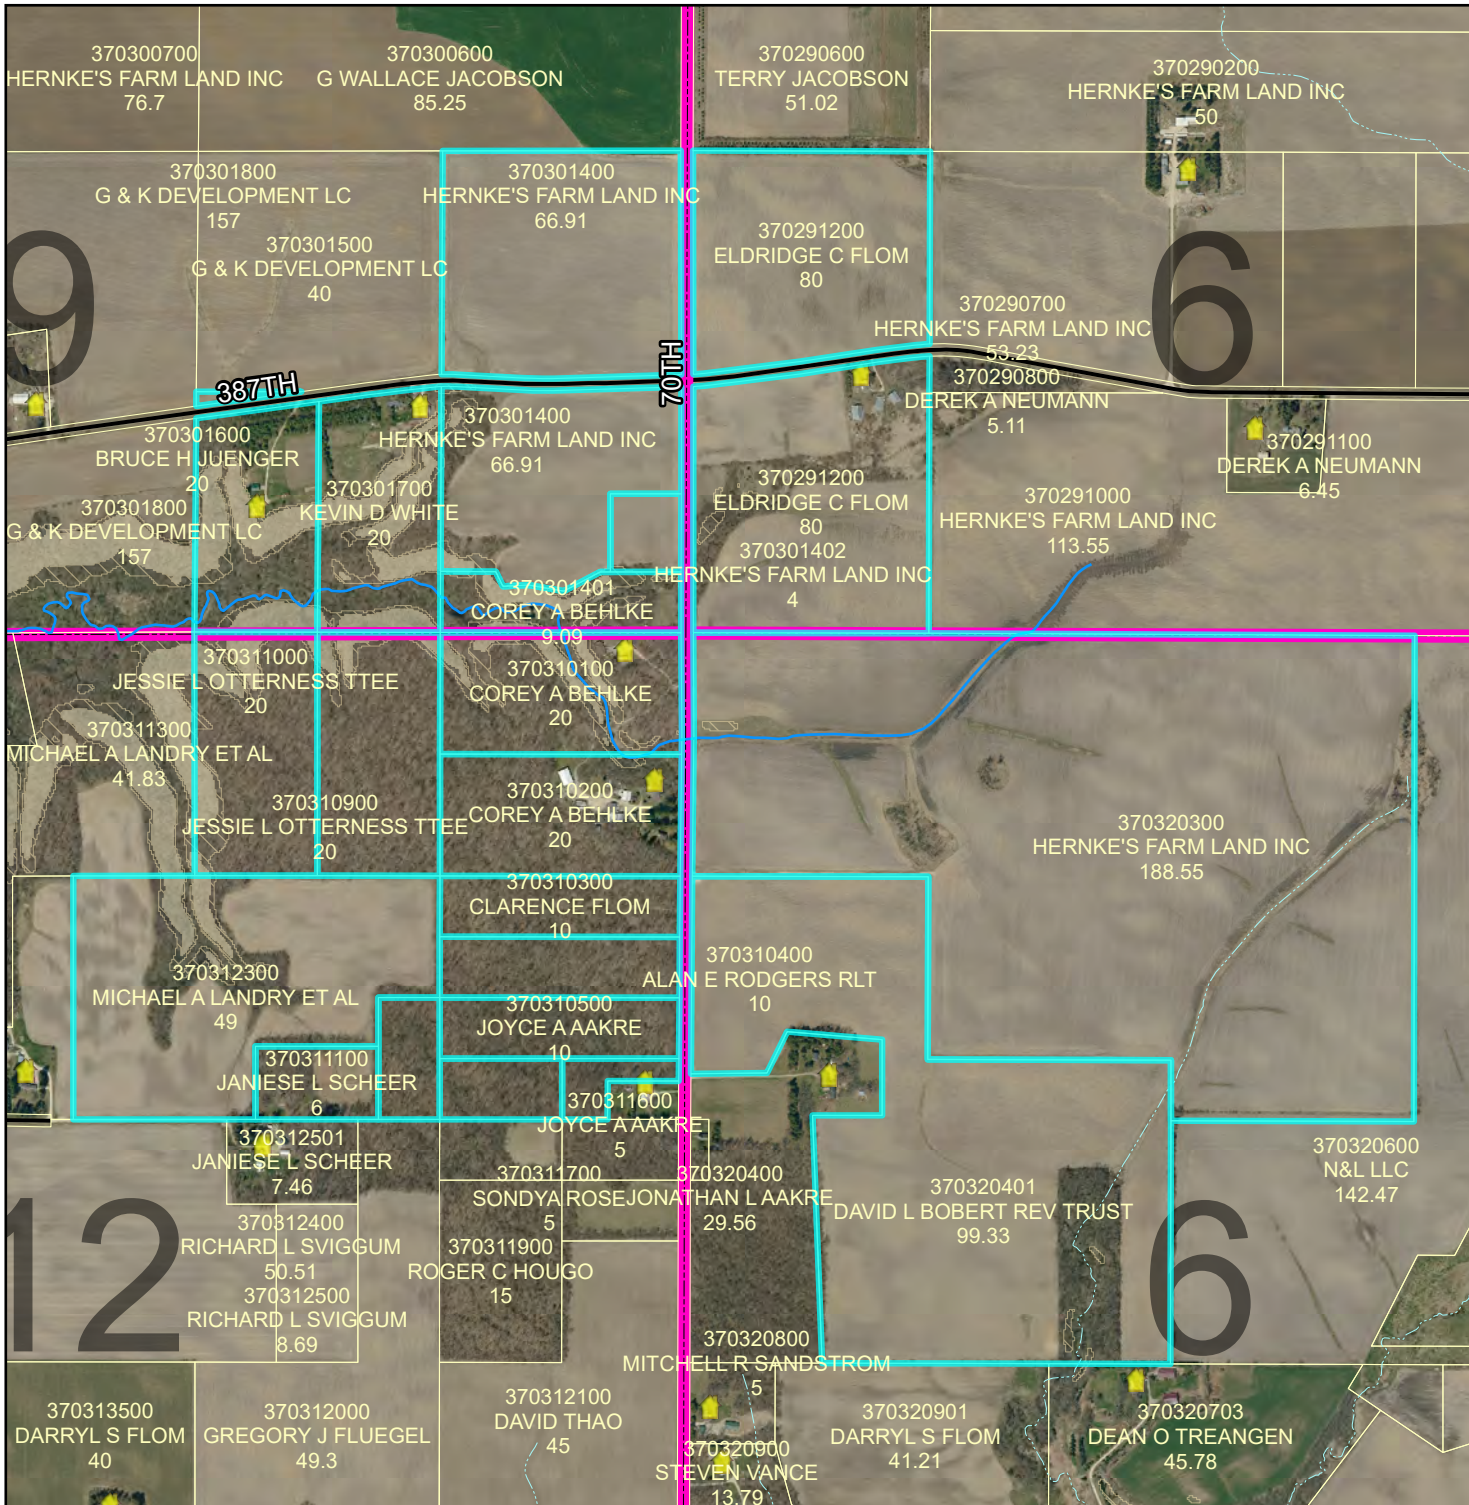 370300700
HERNKE'S FARM LAND INC
76.7
370300600
G WALLACE JACOBSON
85.25
370290600
TERRY JACOBSON
51.02
370290200
HERNKE'S FARM LAND INC
50
370301800
G & K DEVELOPMENT LC
157
370301400
HERNKE'S FARM LAND INC
66.91
370301500
G & K DEVELOPMENT LC
40
370291200
ELDRIDGE C FLOM
80
9
6
370290700
HERNKE'S FARM LAND INC
53.23
387TH
70TH
370290800
DEREK A NEUMANN
5.11
370301600
BRUCE H JUENGER
20
370301400
HERNKE'S FARM LAND INC
66.91
370291100
DEREK A NEUMANN
6.45
370301800
G & K DEVELOPMENT LC
157
370301700
KEVIN D WHITE
20
370291200
ELDRIDGE C FLOM
80
370291000
HERNKE'S FARM LAND INC
113.55
370301402
HERNKE'S FARM LAND INC
4
370301401
COREY A BEHLKE
9.09
370311000
JESSIE L OTTERNESS TTEE
20
370310100
COREY A BEHLKE
20
370311300
MICHAEL A LANDRY ET AL
41.83
370310900
JESSIE L OTTERNESS TTEE
20
370310200
COREY A BEHLKE
20
370320300
HERNKE'S FARM LAND INC
188.55
370310300
CLARENCE FLOM
10
370310400
ALAN E RODGERS RLT
10
370312300
MICHAEL A LANDRY ET AL
49
370310500
JOYCE A AAKRE
10
370311100
JANIESE L SCHEER
6
370311600
JOYCE A AAKRE
5
370312501
JANIESE L SCHEER
7.46
370311700
SONDYA ROSE
5
370320400
JONATHAN L AAKRE
29.56
370320401
DAVID L BOBERT REV TRUST
99.33
370320600
N&L LLC
142.47
12
6
370312400
RICHARD L SVIGGUM
50.51
370311900
ROGER C HOUGO
15
370312500
RICHARD L SVIGGUM
8.69
370320800
MITCHELL R SANDSTROM
5
370313500
DARRYL S FLOM
40
370312000
GREGORY J FLUEGEL
49.3
370312100
DAVID THAO
45
370320901
DARRYL S FLOM
41.21
370320703
DEAN O TREANGEN
45.78
370320900
STEVEN VANCE
13.79